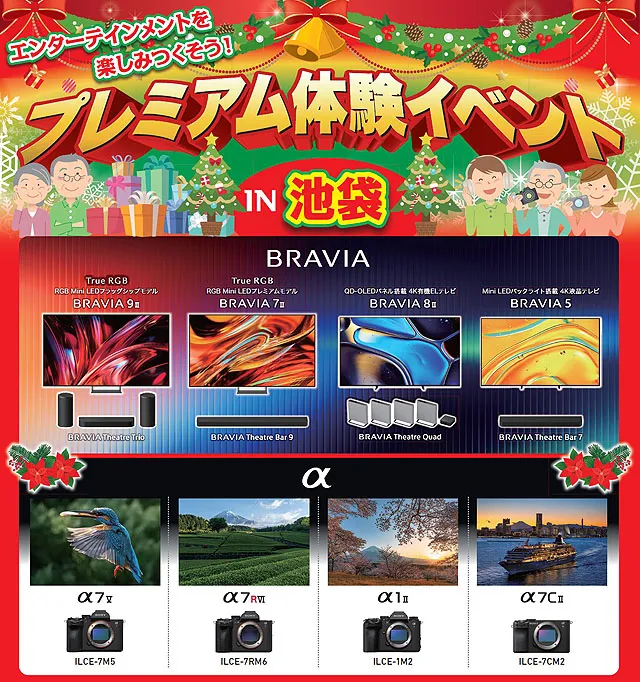 エンターテインメントを
楽しみつくそう！
プレミアム体験イベント
IN 池袋
BRAVIA
True RGB
RGB Mini LEDフラッグシップモデル
BRAVIA 9Ⅱ
BRAVIA Theatre Trio
True RGB
RGB Mini LEDプレミアムモデル
BRAVIA 7Ⅱ
BRAVIA Theatre Bar 9
QD-OLEDパネル搭載 4K有機ELテレビ
BRAVIA 8Ⅱ
BRAVIA Theatre Quad
Mini LEDバックライト搭載 4K液晶テレビ
BRAVIA 5
BRAVIA Theatre Bar 7
α
α7Ⅴ
SONY
ILCE-7M5
α7RⅥ
SONY
ILCE-7RM6
α1Ⅱ
SONY
ILCE-1M2
α7CⅡ
SONY
ILCE-7CM2